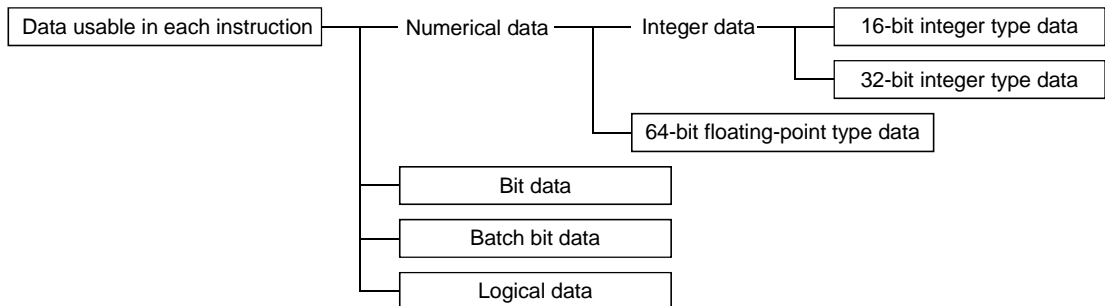 Data usable in each instruction
Numerical data
Integer data
16-bit integer type data
32-bit integer type data
64-bit floating-point type data
Bit data
Batch bit data
Logical data